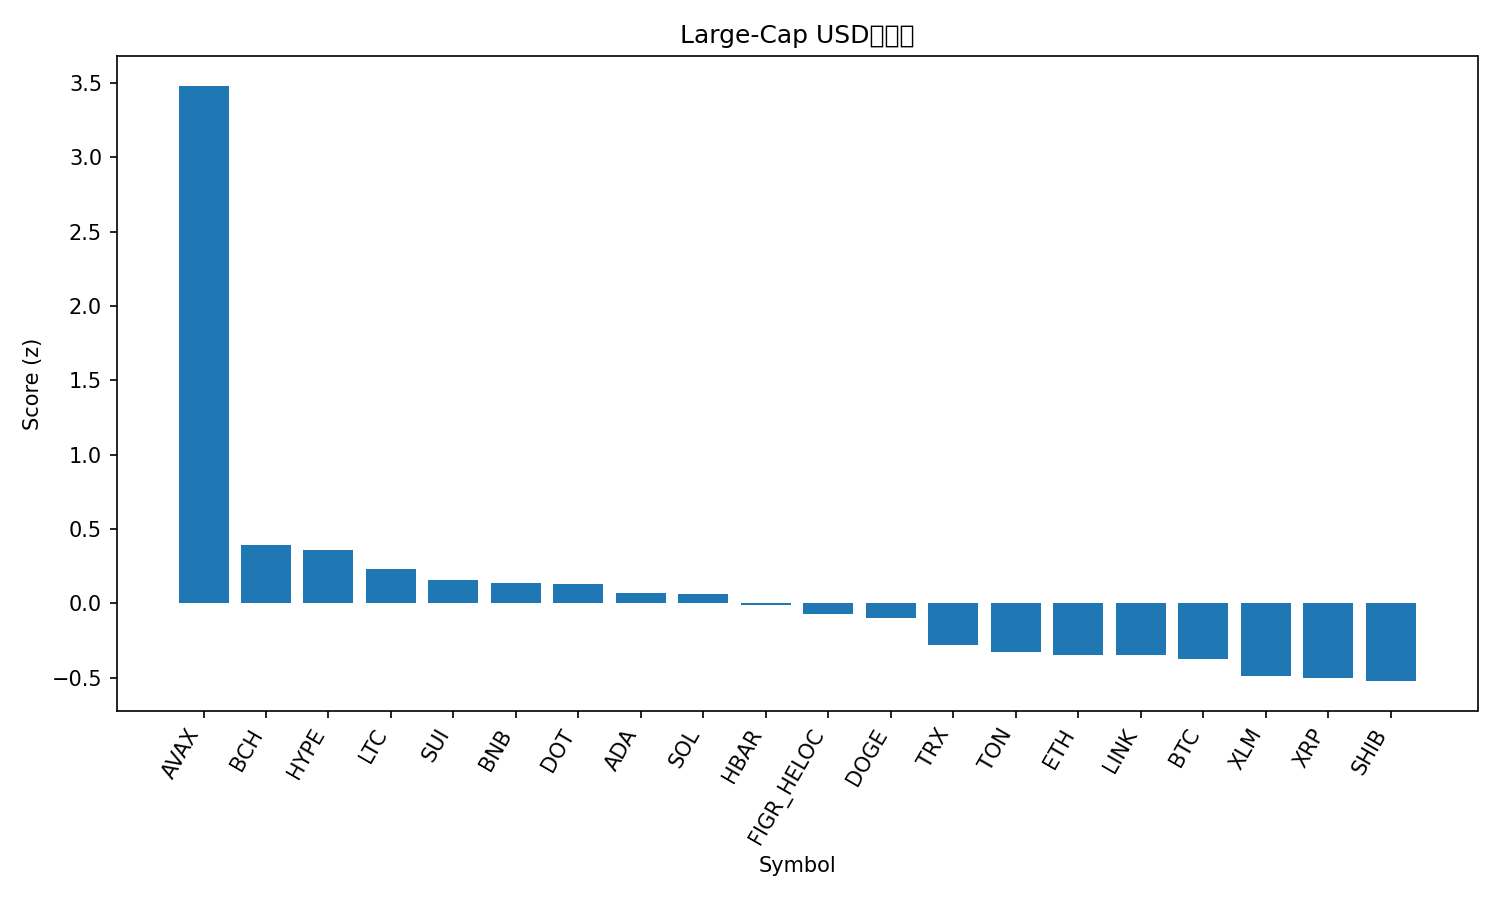 Large-Cap USD
Score (z)
3.5
3.0
2.5
2.0
1.5
1.0
0.5
0.0
−0.5
AVAX
BCH
HYPE
LTC
SUI
BNB
DOT
ADA
SOL
HBAR
FIGR_HELOC
DOGE
TRX
TON
ETH
LINK
BTC
XLM
XRP
SHIB
Symbol